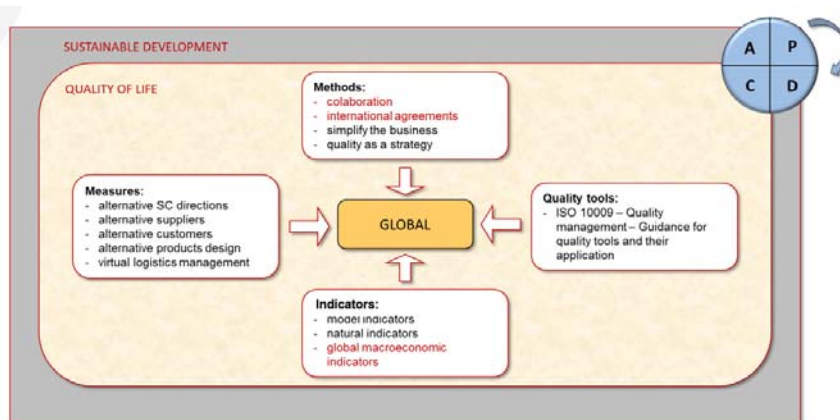 SUSTAINABLE DEVELOPMENT
A P
C D
QUALITY OF LIFE
Methods:
- colaboration
- international agreements
- simplify the business
- quality as a strategy
Measures:
- alternative SC directions
- alternative suppliers
- alternative customers
- alternative products design
- virtual logistics management
GLOBAL
Quality tools:
- ISO 10009 – Quality
management – Guidance for
quality tools and their
application
Indicators:
- model indicators
- natural indicators
- global macroeconomic
indicators